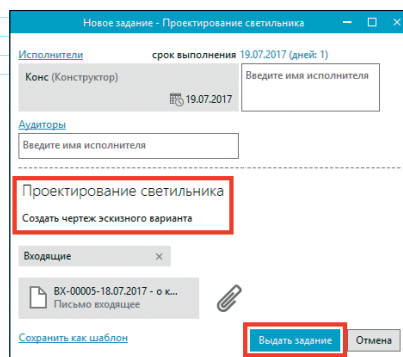 Новое задание - Проектирование светильника
Исполнители срок выполнения 19.07.2017 (дней: 1)
Конс (Конструктор) Введите имя исполнителя
19.07.2017
Аудиторы
Введите имя исполнителя
Проектирование светильника
Создать чертеж эскизного варианта
Входящие
ВХ-00005-18.07.2017 - о к...
Письмо входящее
Сохранить как шаблон Выдать задание Отмена